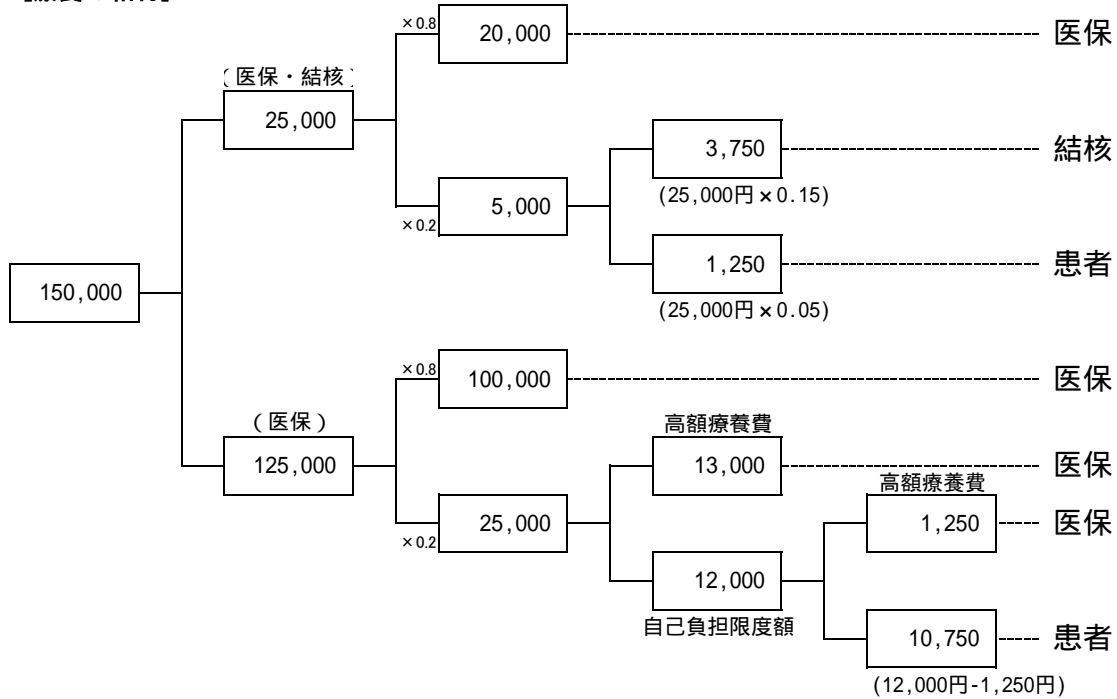 ×0.8
20,000
医保
(医保・結核)
25,000
3,750
結核
(25,000円×0.15)
×0.2
5,000
1,250
患者
(25,000円×0.05)
150,000
×0.8
100,000
医保
(医保)
125,000
高額療養費
13,000
医保
×0.2
25,000
高額療養費
1,250
医保
12,000
自己負担限度額
10,750
患者
(12,000円-1,250円)